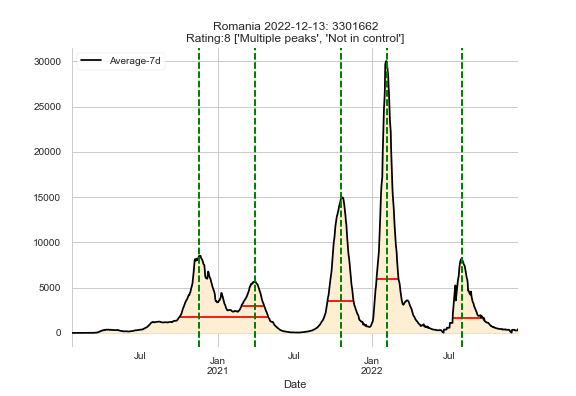 Romania 2022-12-13: 3301662
Rating:8 ['Multiple peaks', 'Not in control']
Average-7d
30000
25000
20000
15000
10000
5000
0
Jul
Jan
2021
Jul
Jan
2022
Jul
Date